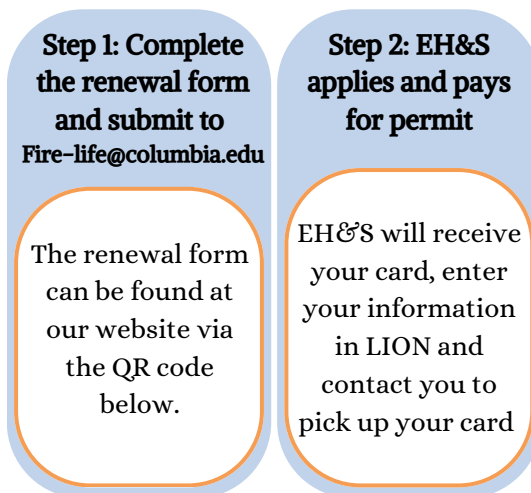 Step 1: Complete
the renewal form
and submit to
Fire-life@columbia.edu
The renewal form
can be found at
our website via
the QR code
below.
Step 2: EH&S
applies and pays
for permit
EH&S will receive
your card, enter
your information
in LION and
contact you to
pick up your card